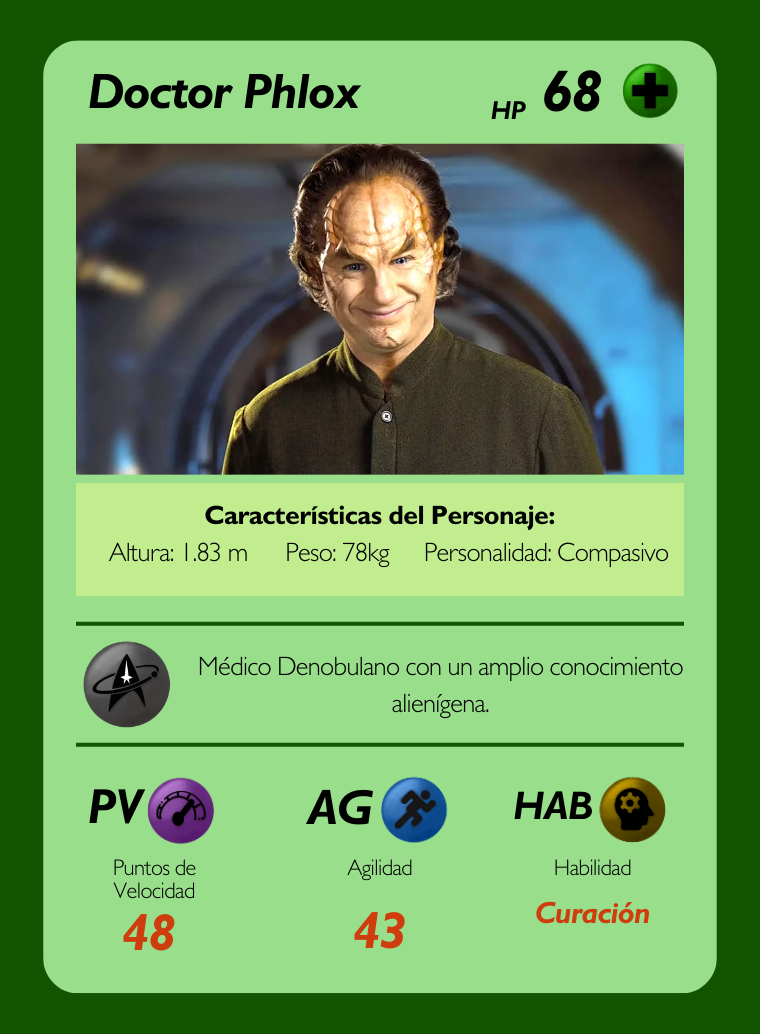 Doctor Phlox HP 68
Características del Personaje:
Altura: 1.83 m Peso: 78kg Personalidad: Compasivo
Médico Denobulano con un amplio conocimiento
alienígena.
PV AG HAB
Puntos de
Velocidad
Agilidad
Habilidad
48
43
Curación